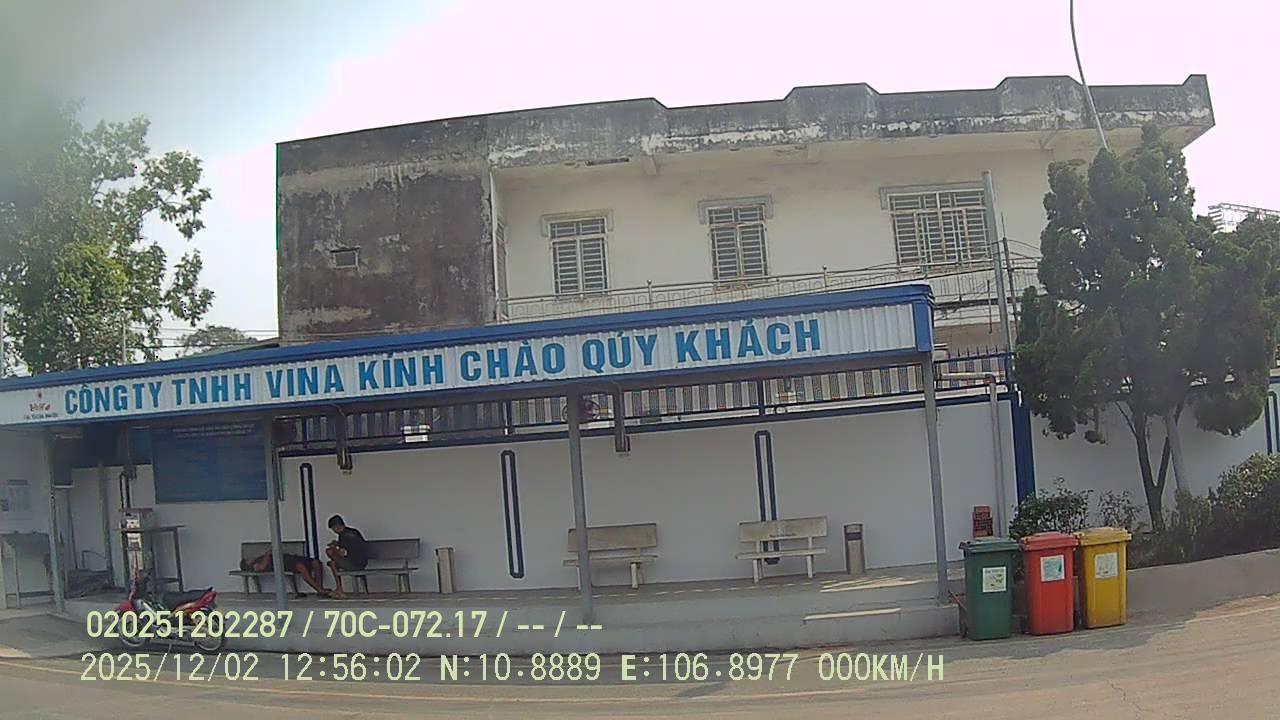 CÔNG TY TNHH VINA KÍNH CHÀO QÚY KHÁCH
020251202287 / 70C-072.17 / -- / --
2025/12/02 12:56:02 N:10.8889 E:106.8977 000KM/H